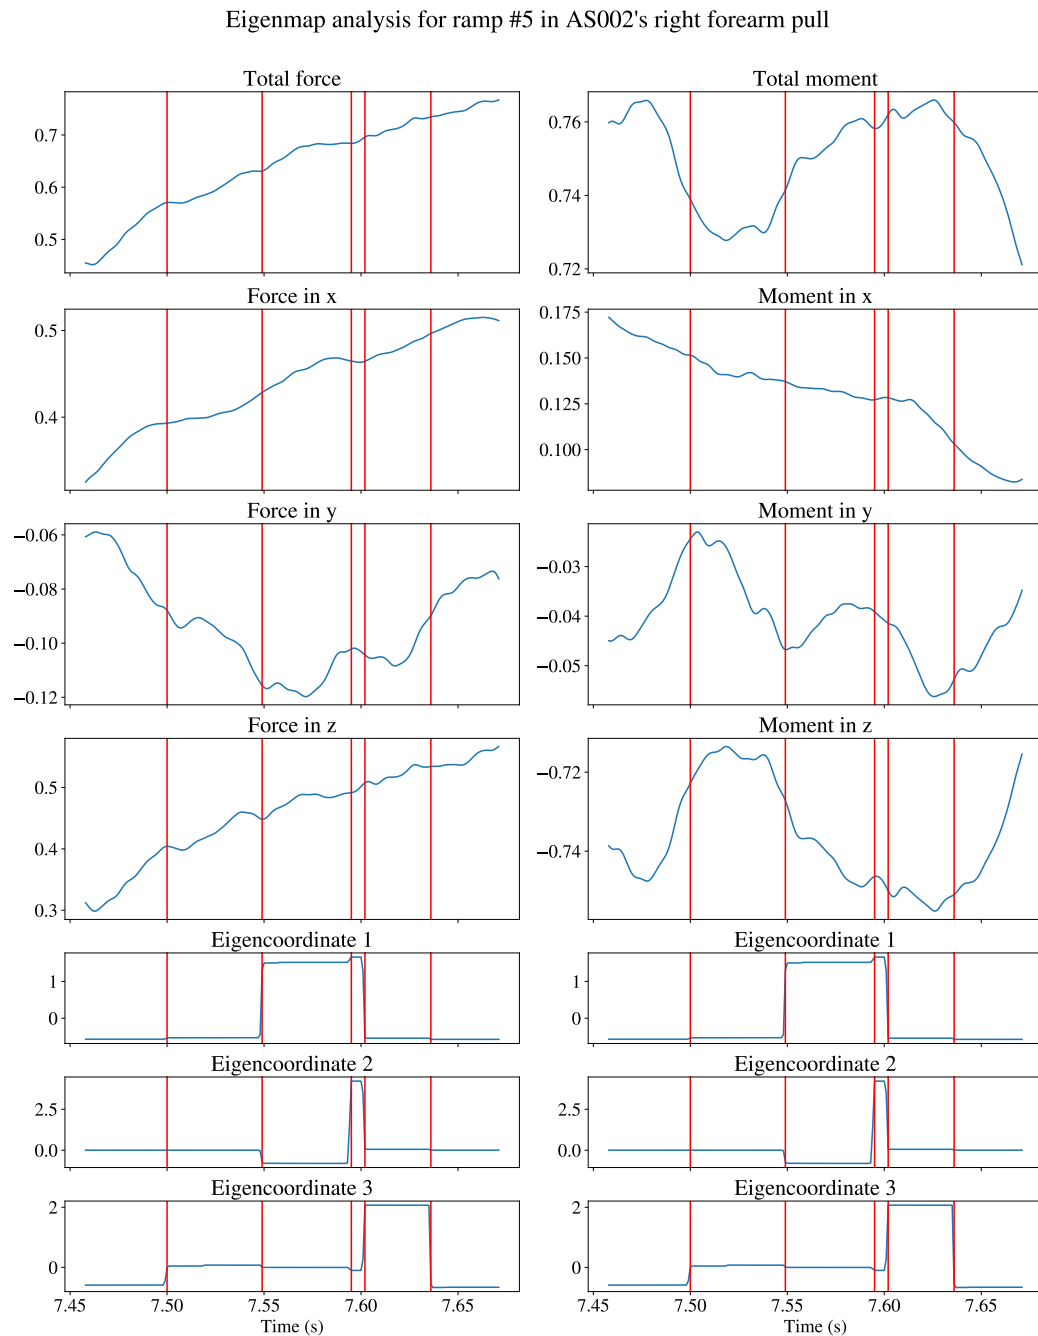 Eigenmap analysis for ramp #5 in AS002's right forearm pull
Total force
Total moment
0.7
0.6
0.5
0.76
0.74
0.72
Force in x
Moment in x
0.5
0.4
0.175
0.150
0.125
0.100
Force in y
Moment in y
−0.06
−0.08
−0.10
−0.12
−0.03
−0.04
−0.05
Force in z
Moment in z
0.5
0.4
0.3
−0.72
−0.74
Eigencoordinate 1
Eigencoordinate 1
1
0
1
0
Eigencoordinate 2
Eigencoordinate 2
2.5
0.0
2.5
0.0
Eigencoordinate 3
Eigencoordinate 3
2
0
2
0
7.45 7.50 7.55 7.60 7.65
7.45 7.50 7.55 7.60 7.65
Time (s)
Time (s)